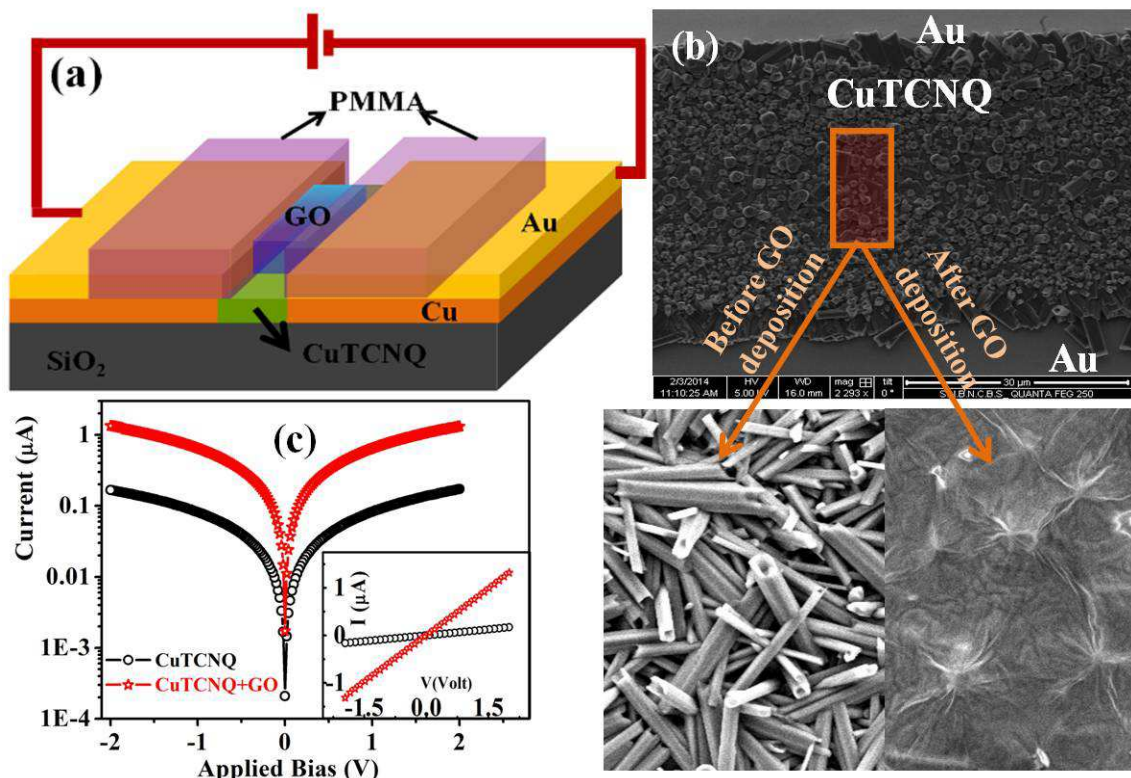 (a)
PMMA
GO
Au
Cu
CuTCNQ
SiO₂
(b)
Au
CuTCNQ
Before GO
deposition
After GO
deposition
Au
2/3/2014
11:10:25 AM
HV
5.00 kV
WD
16.0 mm
mag
2 293 x
tilt
0 °
30 µm
QUANTA FEG 250
(c)
Current (µA)
1
0.1
0.01
1E-3
1E-4
-2
-1
0
1
2
Applied Bias (V)
CuTCNQ
CuTCNQ+GO
I (µA)
1
0
-1
V(Volt)
-1.5
0.0
1.5